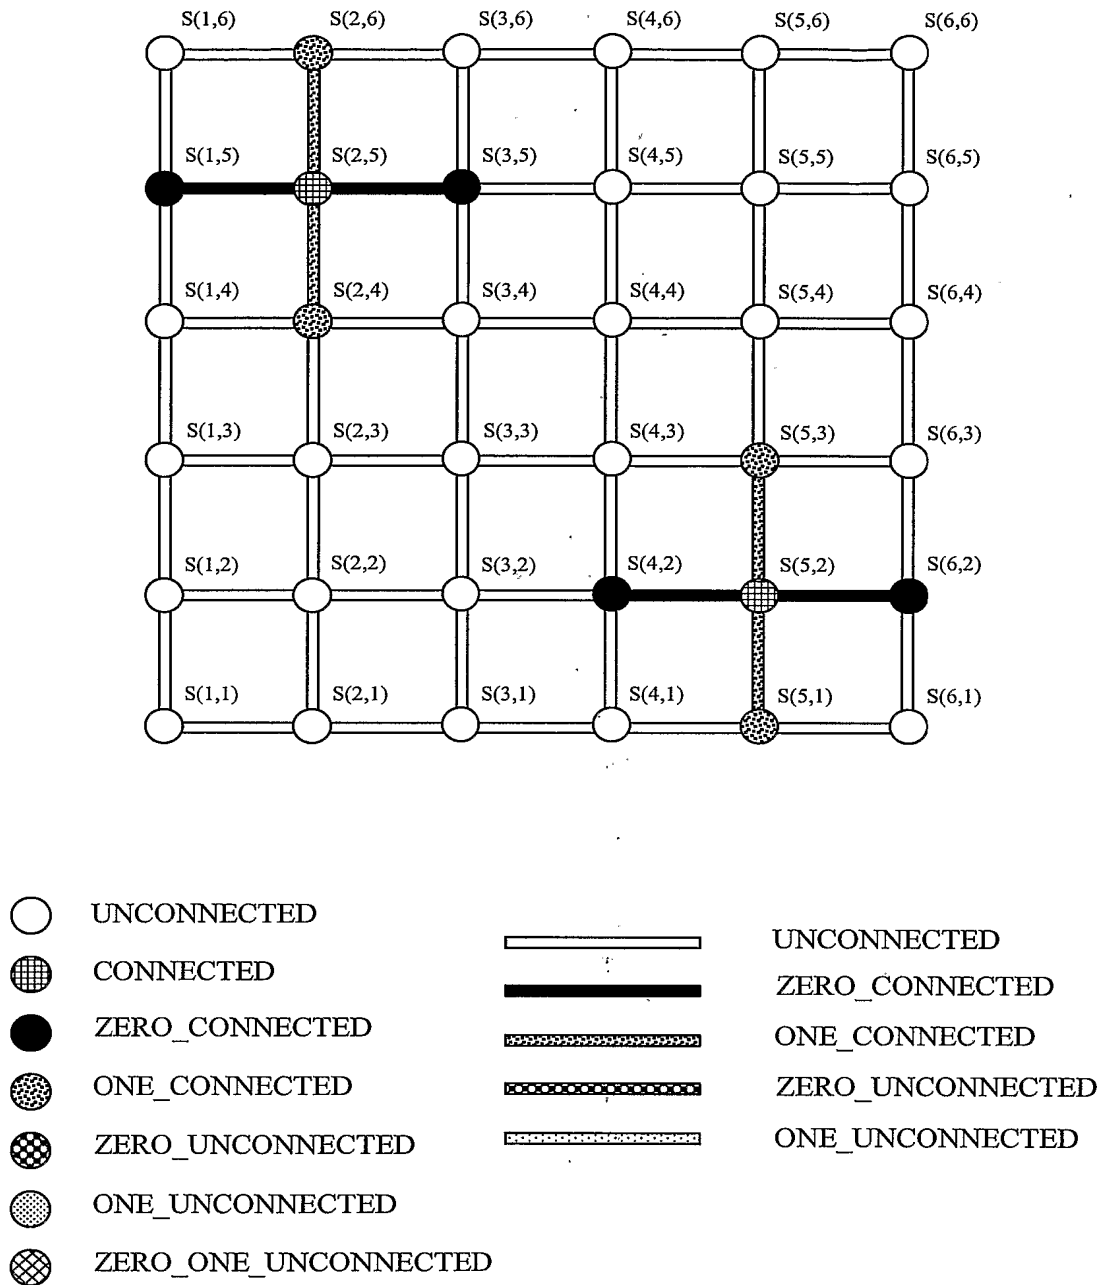 S(1,6) S(2,6) S(3,6) S(4,6) S(5,6) S(6,6)
S(1,5) S(2,5) S(3,5) S(4,5) S(5,5) S(6,5)
S(1,4) S(2,4) S(3,4) S(4,4) S(5,4) S(6,4)
S(1,3) S(2,3) S(3,3) S(4,3) S(5,3) S(6,3)
S(1,2) S(2,2) S(3,2) S(4,2) S(5,2) S(6,2)
S(1,1) S(2,1) S(3,1) S(4,1) S(5,1) S(6,1)
UNCONNECTED
CONNECTED
ZERO_CONNECTED
ONE_CONNECTED
ZERO_UNCONNECTED
ONE_UNCONNECTED
ZERO_ONE_UNCONNECTED
UNCONNECTED
ZERO_CONNECTED
ONE_CONNECTED
ZERO_UNCONNECTED
ONE_UNCONNECTED